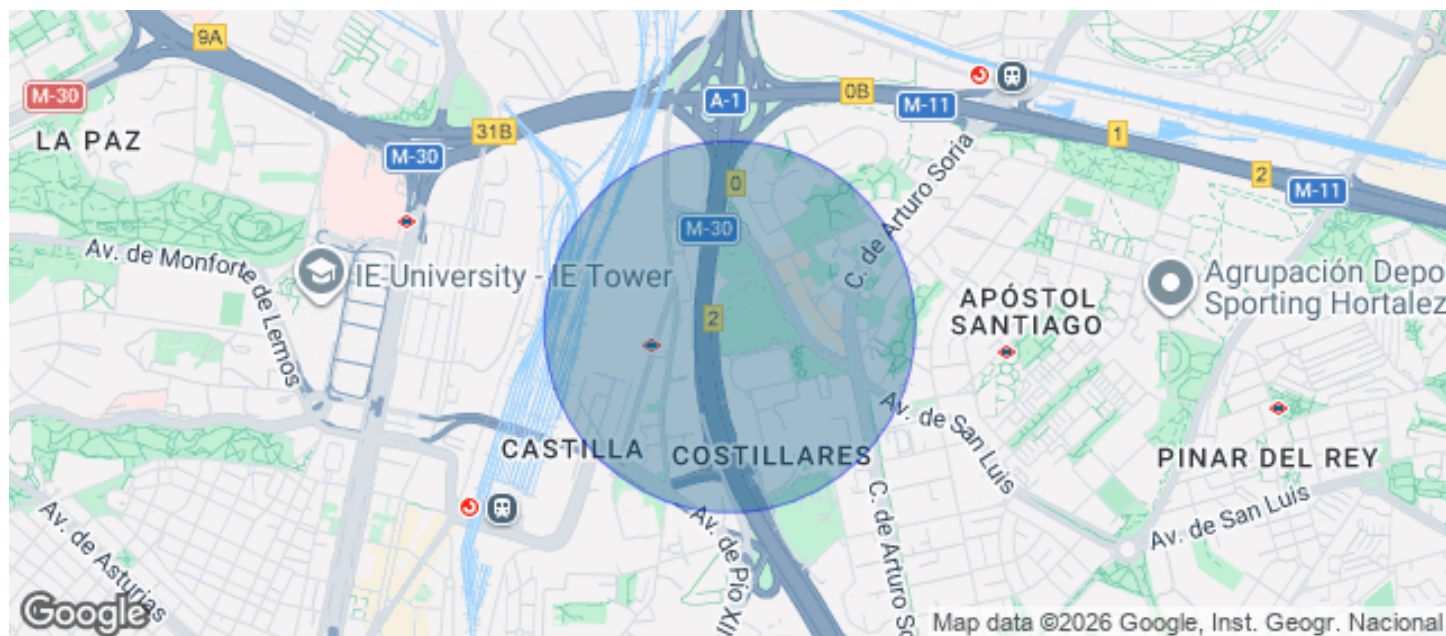 9A
A-1
0B
M-30
M-11
31B
1
LA PAZ
M-30
C. de Arturo Soria
2
M-11
0
M-30
Av. de Monforte de Lemos
IE University - IE Tower
Agrupación Depo
Sporting Hortalez
APÓSTOL
SANTIAGO
2
Av. de San Luis
CASTILLA
COSTILLARES
PINAR DEL REY
Av. de San Luis
Av. de Asturias
Av. de Pío XII
C. de Arturo So
Google
Map data ©2026 Google, Inst. Geogr. Nacional